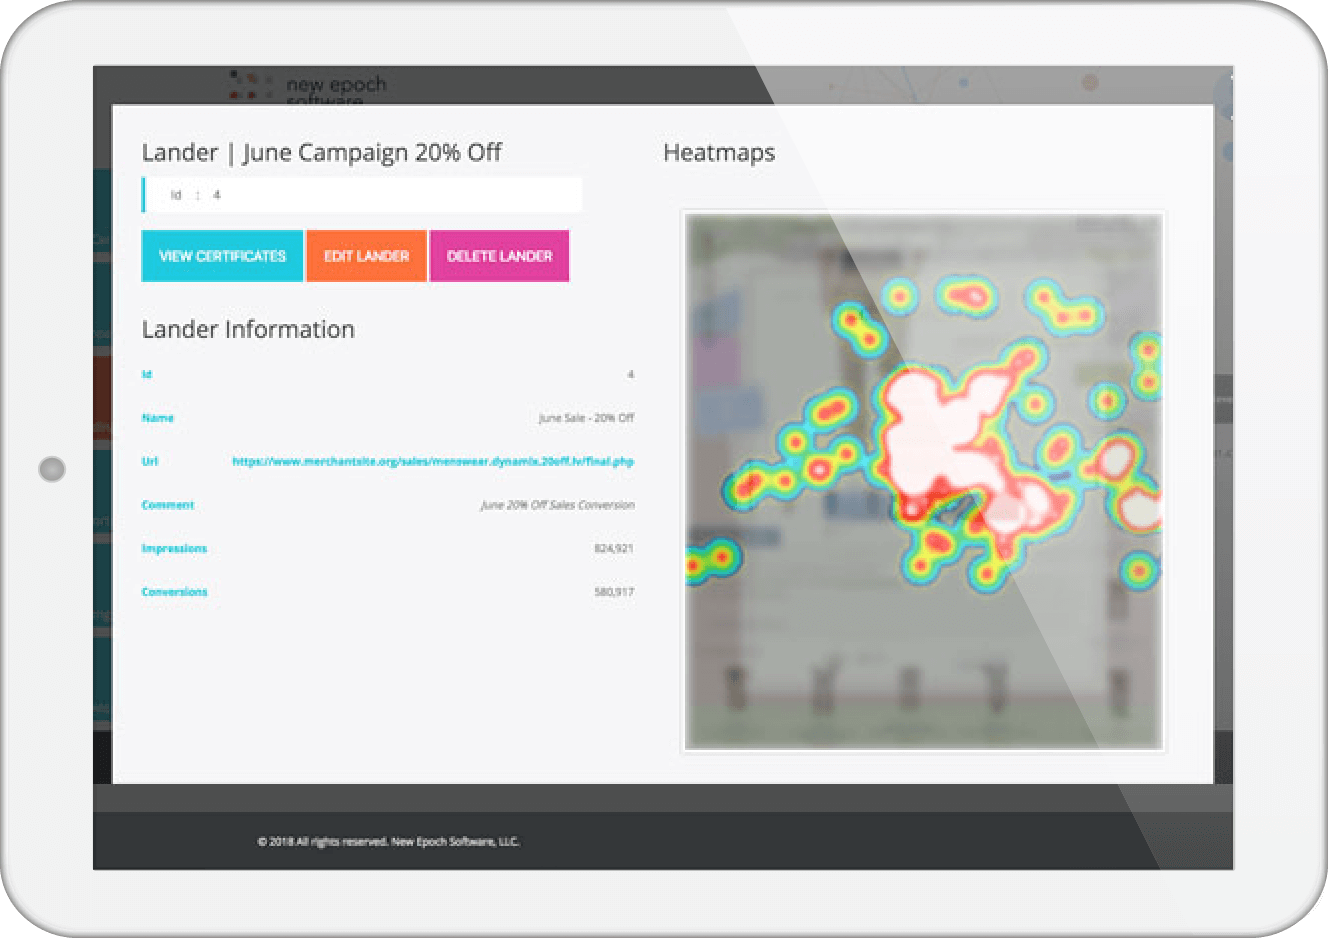 new epoch
software
Lander | June Campaign 20% Off
Id : 4
VIEW CERTIFICATES EDIT LANDER DELETE LANDER
Lander Information
Id 4
Name June Sale - 20% Off
Url https://www.merchantsite.org/sales/menswear.dynamix.20off.lv/final.php
Comment June 20% Off Sales Conversion
Impressions 824,921
Conversions 580,917
Heatmaps
© 2018 All rights reserved. New Epoch Software, LLC.